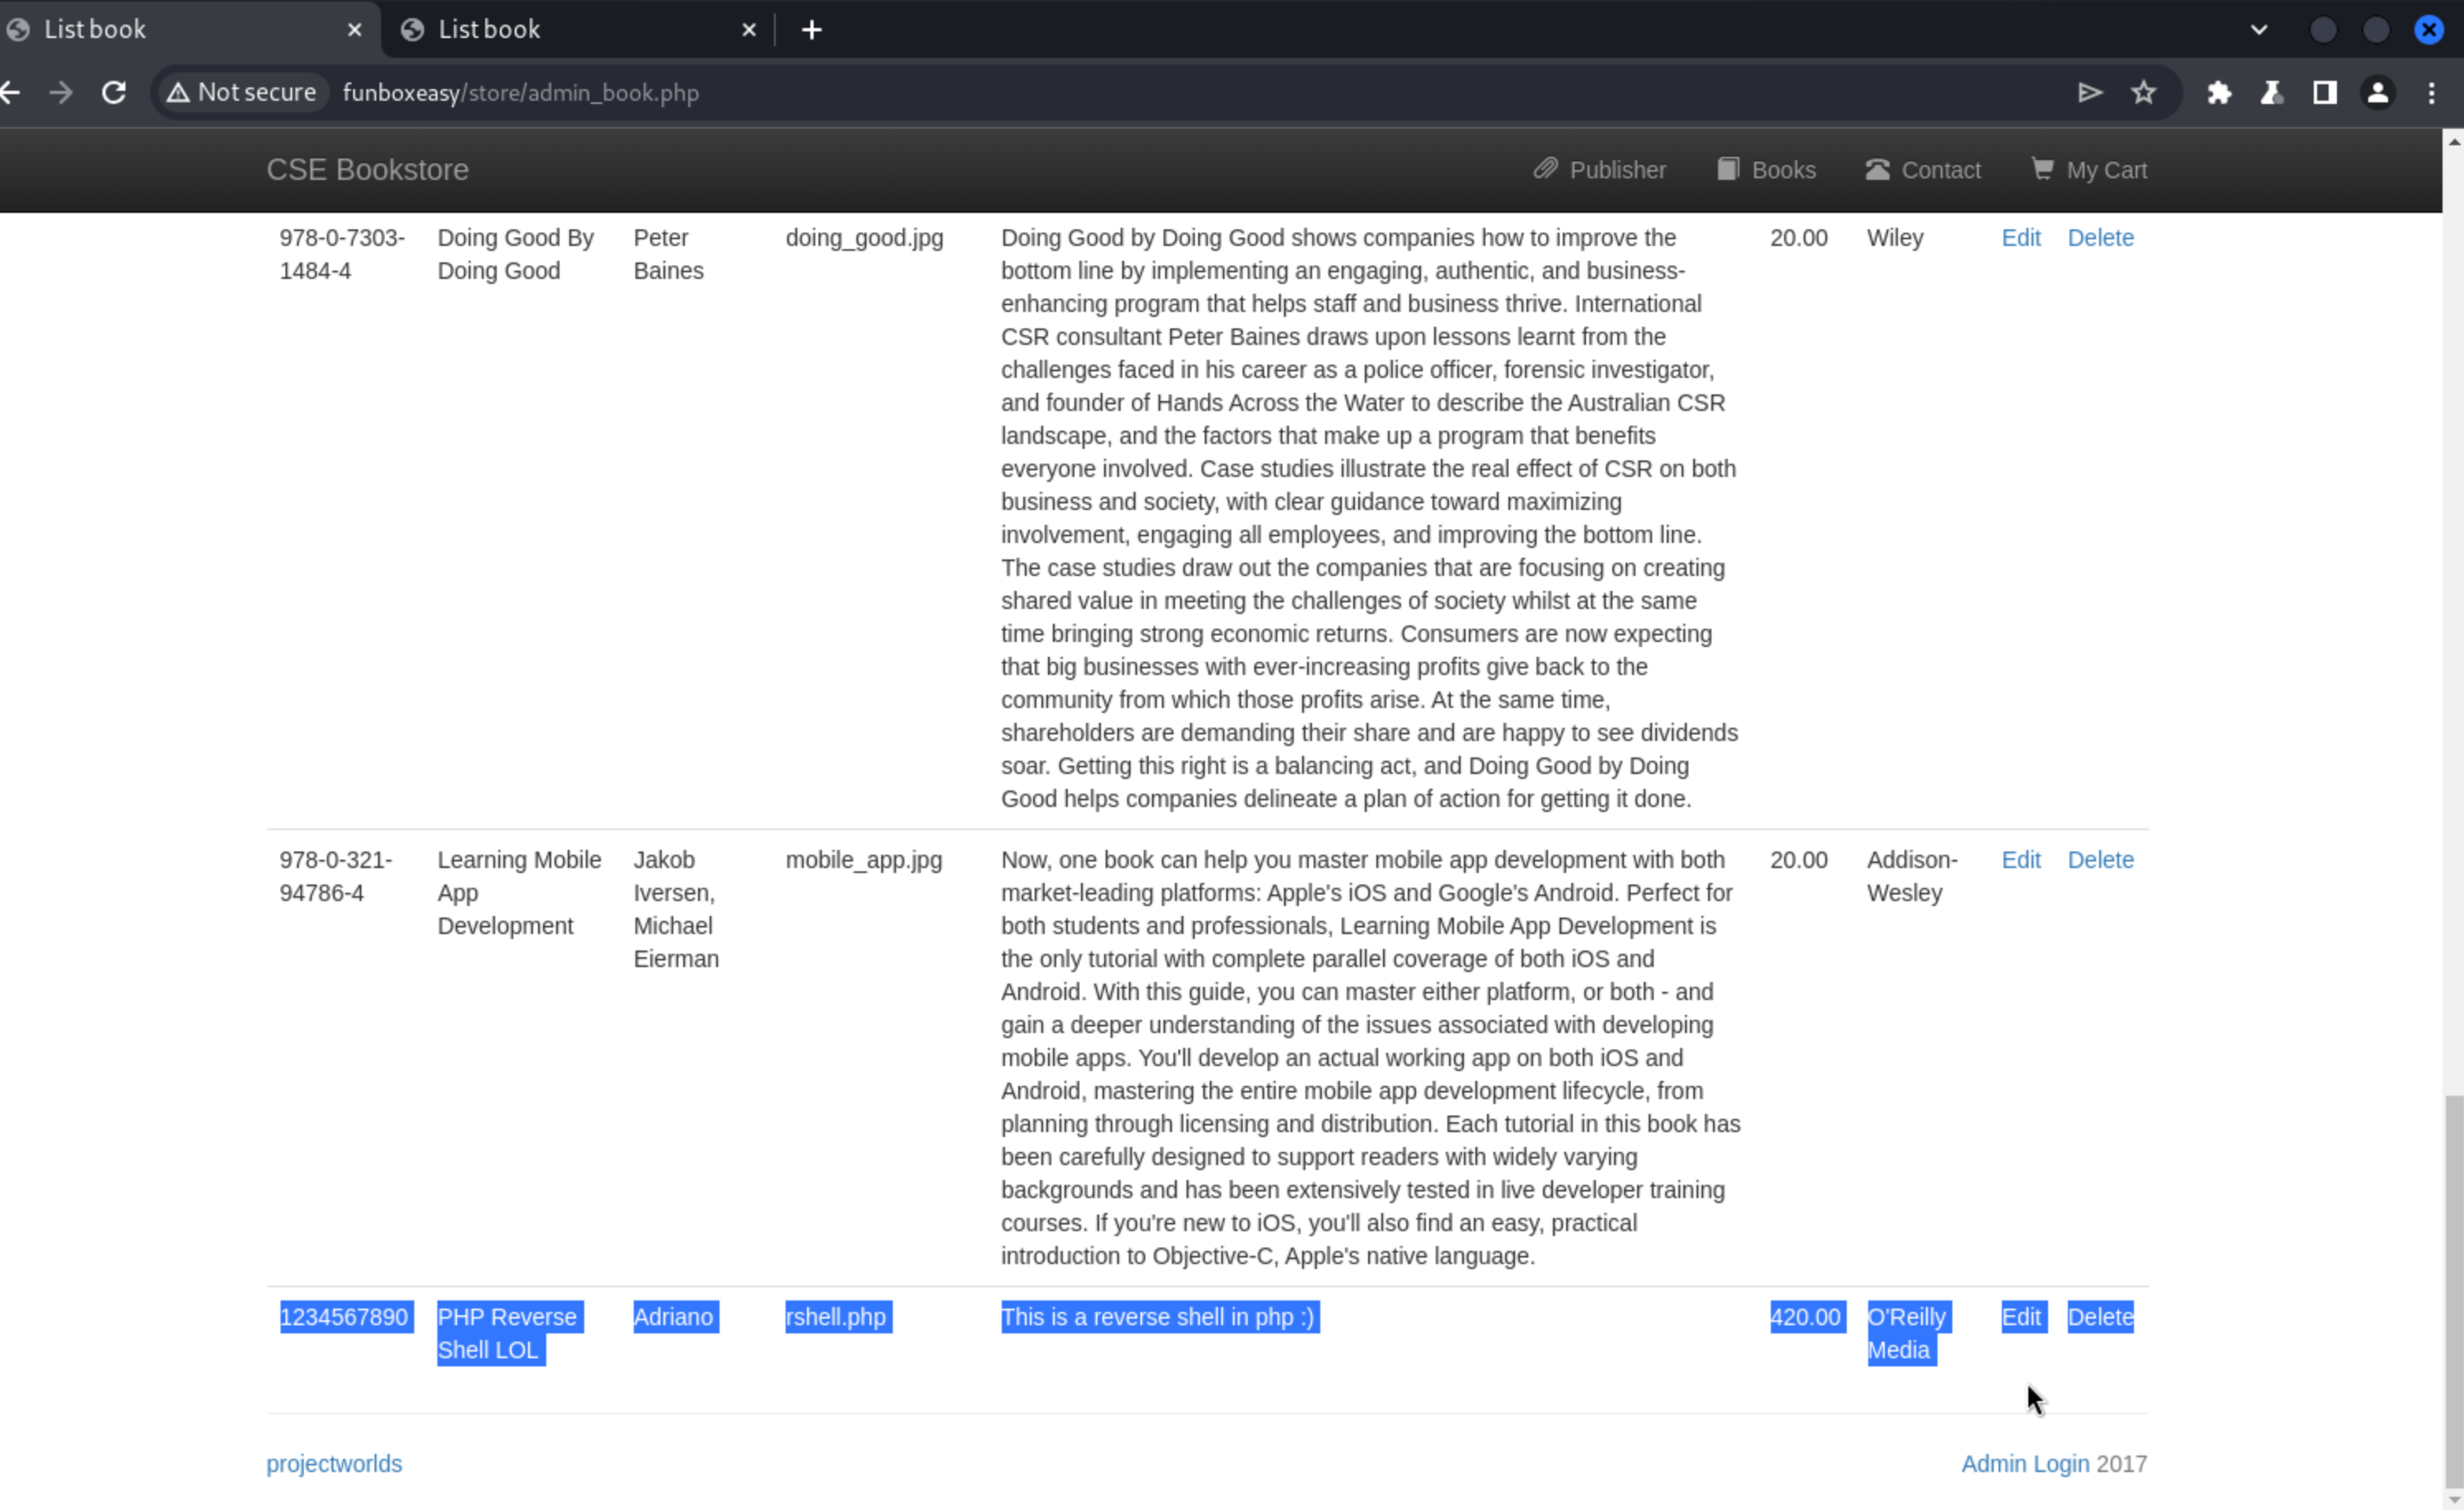 List book
List book
Not secure
funboxeasy/store/admin_book.php
CSE Bookstore
Publisher
Books
Contact
My Cart
978-0-7303-
1484-4
Doing Good By
Doing Good
Peter
Baines
doing_good.jpg
Doing Good by Doing Good shows companies how to improve the
bottom line by implementing an engaging, authentic, and business-
enhancing program that helps staff and business thrive. International
CSR consultant Peter Baines draws upon lessons learnt from the
challenges faced in his career as a police officer, forensic investigator,
and founder of Hands Across the Water to describe the Australian CSR
landscape, and the factors that make up a program that benefits
everyone involved. Case studies illustrate the real effect of CSR on both
business and society, with clear guidance toward maximizing
involvement, engaging all employees, and improving the bottom line.
The case studies draw out the companies that are focusing on creating
shared value in meeting the challenges of society whilst at the same
time bringing strong economic returns. Consumers are now expecting
that big businesses with ever-increasing profits give back to the
community from which those profits arise. At the same time,
shareholders are demanding their share and are happy to see dividends
soar. Getting this right is a balancing act, and Doing Good by Doing
Good helps companies delineate a plan of action for getting it done.
20.00
Wiley
Edit
Delete
978-0-321-
94786-4
Learning Mobile
App
Development
Jakob
Iversen,
Michael
Eierman
mobile_app.jpg
Now, one book can help you master mobile app development with both
market-leading platforms: Apple's iOS and Google's Android. Perfect for
both students and professionals, Learning Mobile App Development is
the only tutorial with complete parallel coverage of both iOS and
Android. With this guide, you can master either platform, or both - and
gain a deeper understanding of the issues associated with developing
mobile apps. You'll develop an actual working app on both iOS and
Android, mastering the entire mobile app development lifecycle, from
planning through licensing and distribution. Each tutorial in this book has
been carefully designed to support readers with widely varying
backgrounds and has been extensively tested in live developer training
courses. If you're new to iOS, you'll also find an easy, practical
introduction to Objective-C, Apple's native language.
20.00
Addison-
Wesley
Edit
Delete
1234567890
PHP Reverse
Shell LOL
Adriano
rshell.php
This is a reverse shell in php :)
420.00
O'Reilly
Media
Edit
Delete
projectworlds
Admin Login 2017